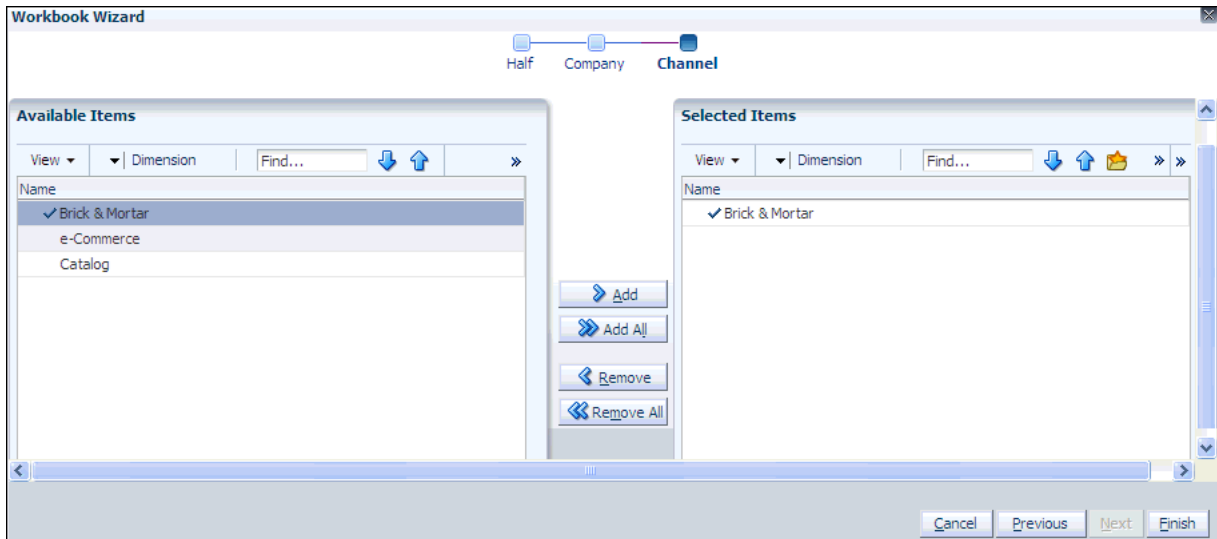 Workbook Wizard
Half Company Channel
Available Items
View Dimension Find... »
Name
Brick & Mortar
e-Commerce
Catalog
Add
Add All
Remove
Remove All
Selected Items
View Dimension Find... » »
Name
Brick & Mortar
Cancel Previous Next Finish